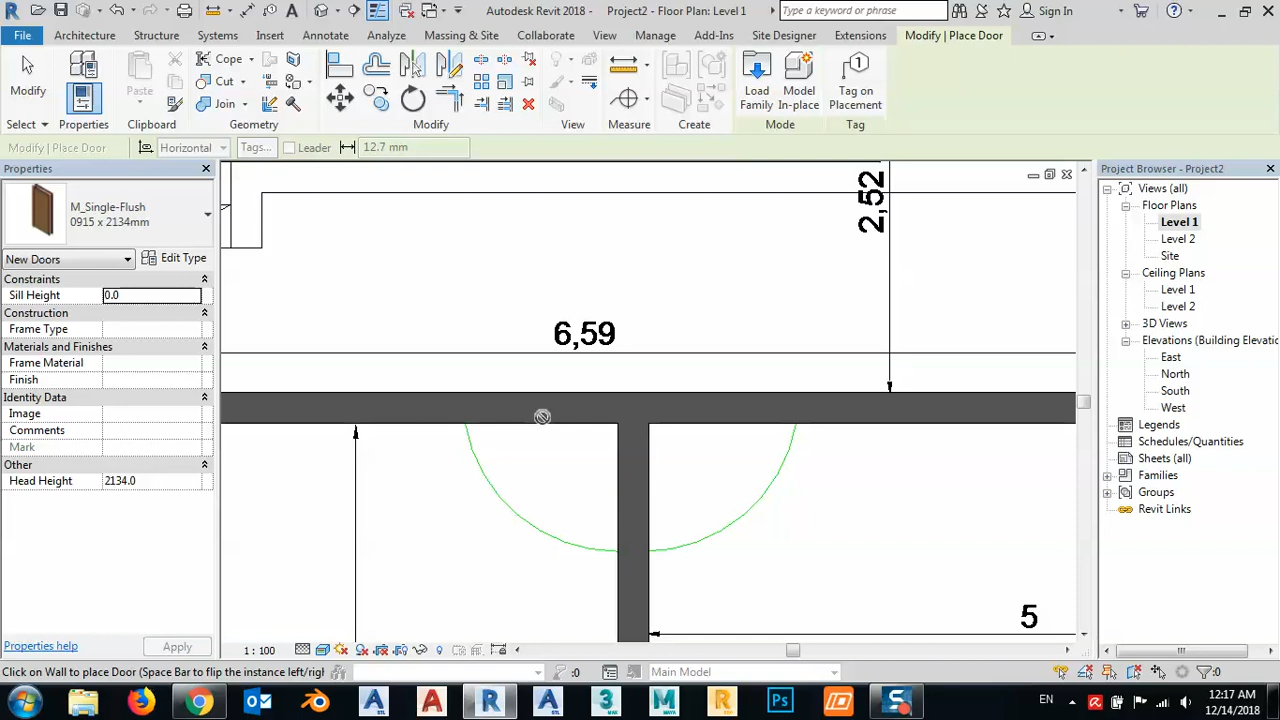 Autodesk Revit 2018 - Project2 - Floor Plan: Level 1
Type a keyword or phrase
Sign In
File Architecture Structure Systems Insert Annotate Analyze Massing & Site Collaborate View Manage Add-Ins Site Designer Extensions Modify | Place Door
Modify
Select
Properties
Paste
Clipboard
Cope
Cut
Join
Geometry
Modify
View
Measure
Create
Load Family
Model In-place
Mode
Tag on Placement
Tag
Modify | Place Door
Horizontal
Tags...
Leader
12.7 mm
Properties
M_Single-Flush
0915 x 2134mm
New Doors
Edit Type
Constraints
Sill Height 0.0
Construction
Frame Type
Materials and Finishes
Frame Material
Finish
Identity Data
Image
Comments
Mark
Other
Head Height 2134.0
Properties help
Apply
2,52
6,59
5
Project Browser - Project2
Views (all)
Floor Plans
Level 1
Level 2
Site
Ceiling Plans
Level 1
Level 2
3D Views
Elevations (Building Elevatic
East
North
South
West
Legends
Schedules/Quantities
Sheets (all)
Families
Groups
Revit Links
1 : 100
Click on Wall to place Door (Space Bar to flip the instance left/righ
:0
Main Model
:0
EN
12:17 AM
12/14/2018